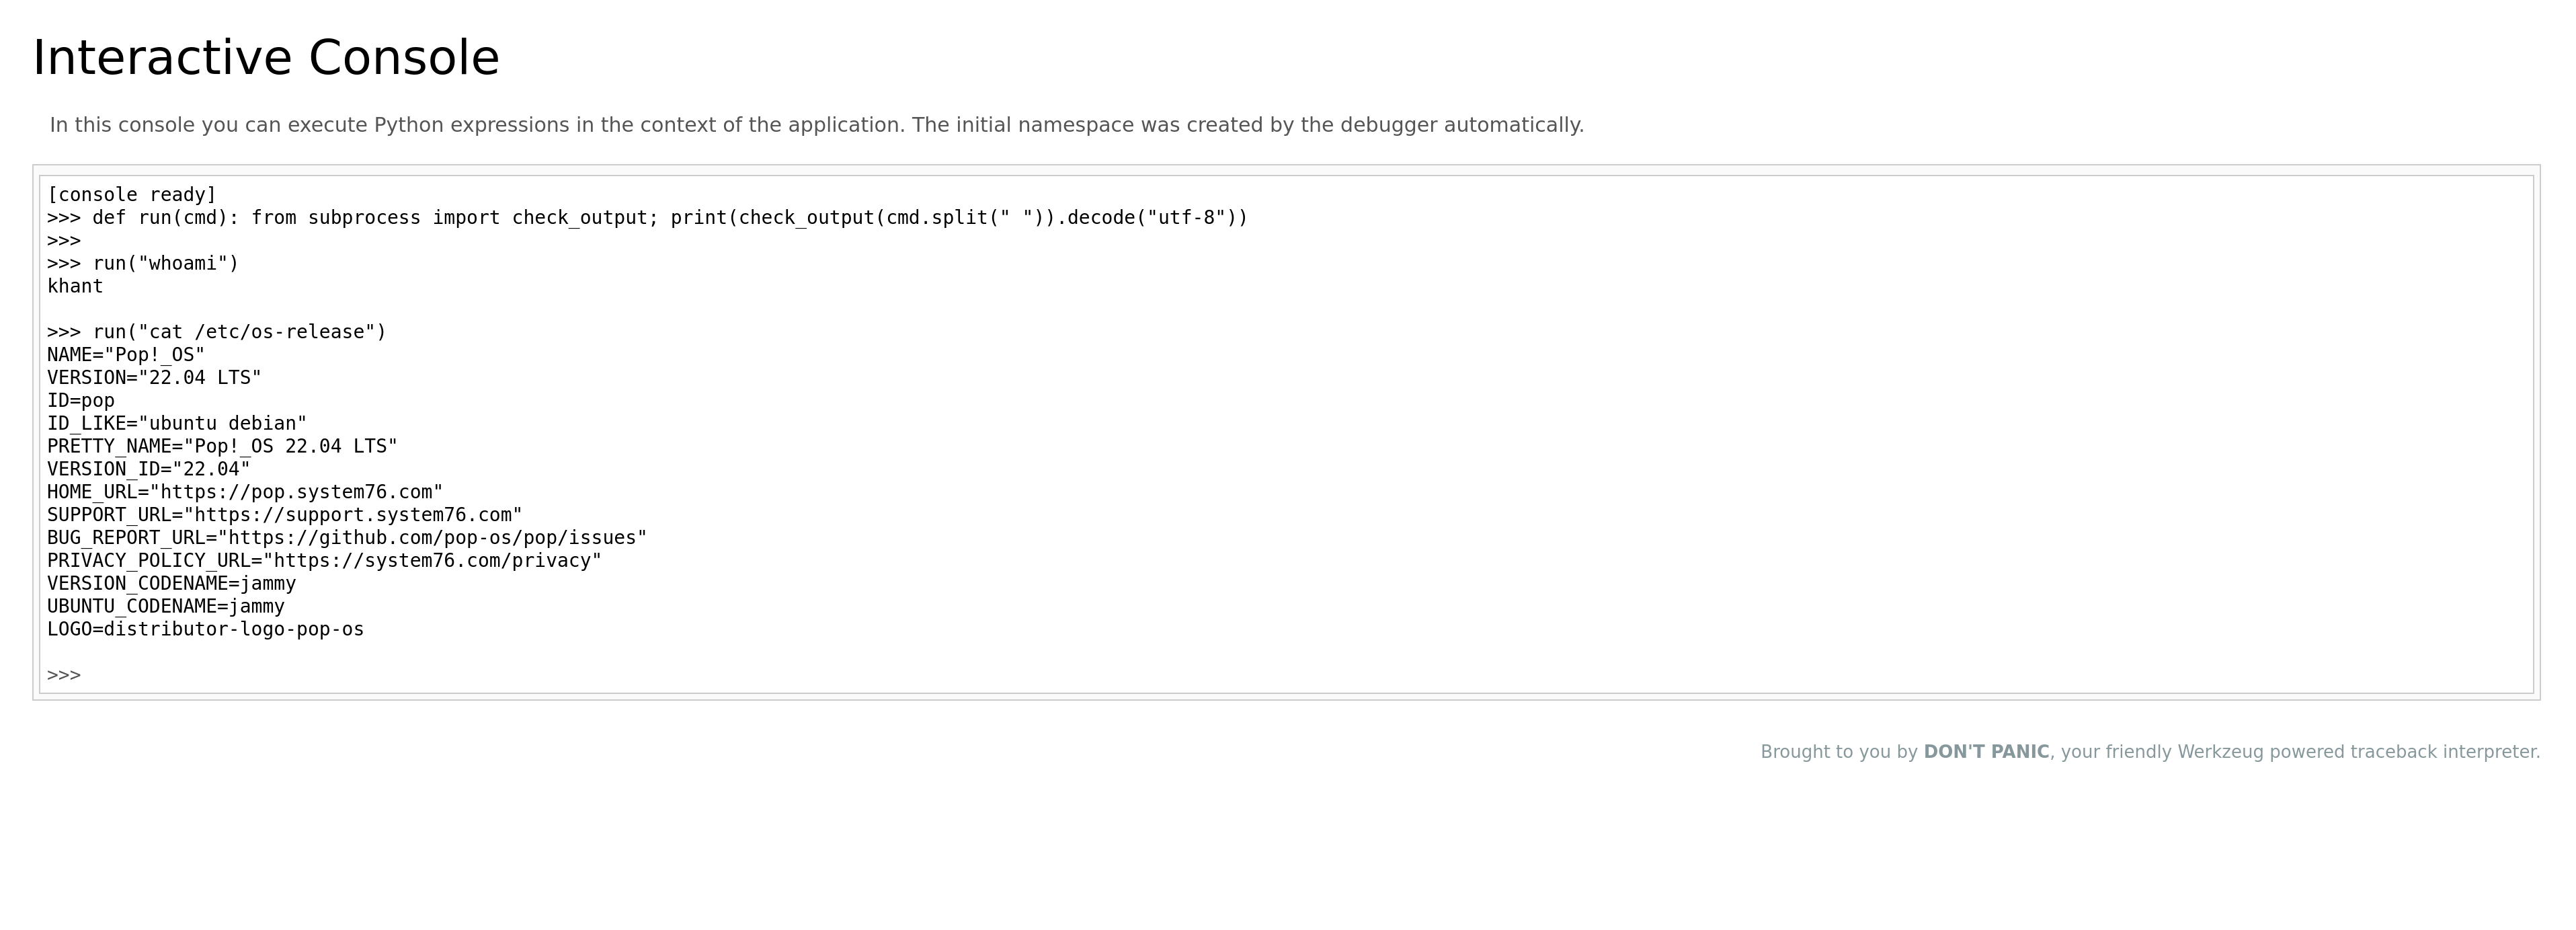 Interactive Console
In this console you can execute Python expressions in the context of the application. The initial namespace was created by the debugger automatically.
[console ready]
>>> def run(cmd): from subprocess import check_output; print(check_output(cmd.split(" ")).decode("utf-8"))
>>>
>>> run("whoami")
khant
>>> run("cat /etc/os-release")
NAME="Pop!_OS"
VERSION="22.04 LTS"
ID=pop
ID_LIKE="ubuntu debian"
PRETTY_NAME="Pop!_OS 22.04 LTS"
VERSION_ID="22.04"
HOME_URL="https://pop.system76.com"
SUPPORT_URL="https://support.system76.com"
BUG_REPORT_URL="https://github.com/pop-os/pop/issues"
PRIVACY_POLICY_URL="https://system76.com/privacy"
VERSION_CODENAME=jammy
UBUNTU_CODENAME=jammy
LOGO=distributor-logo-pop-os
>>>
Brought to you by DON'T PANIC, your friendly Werkzeug powered traceback interpreter.